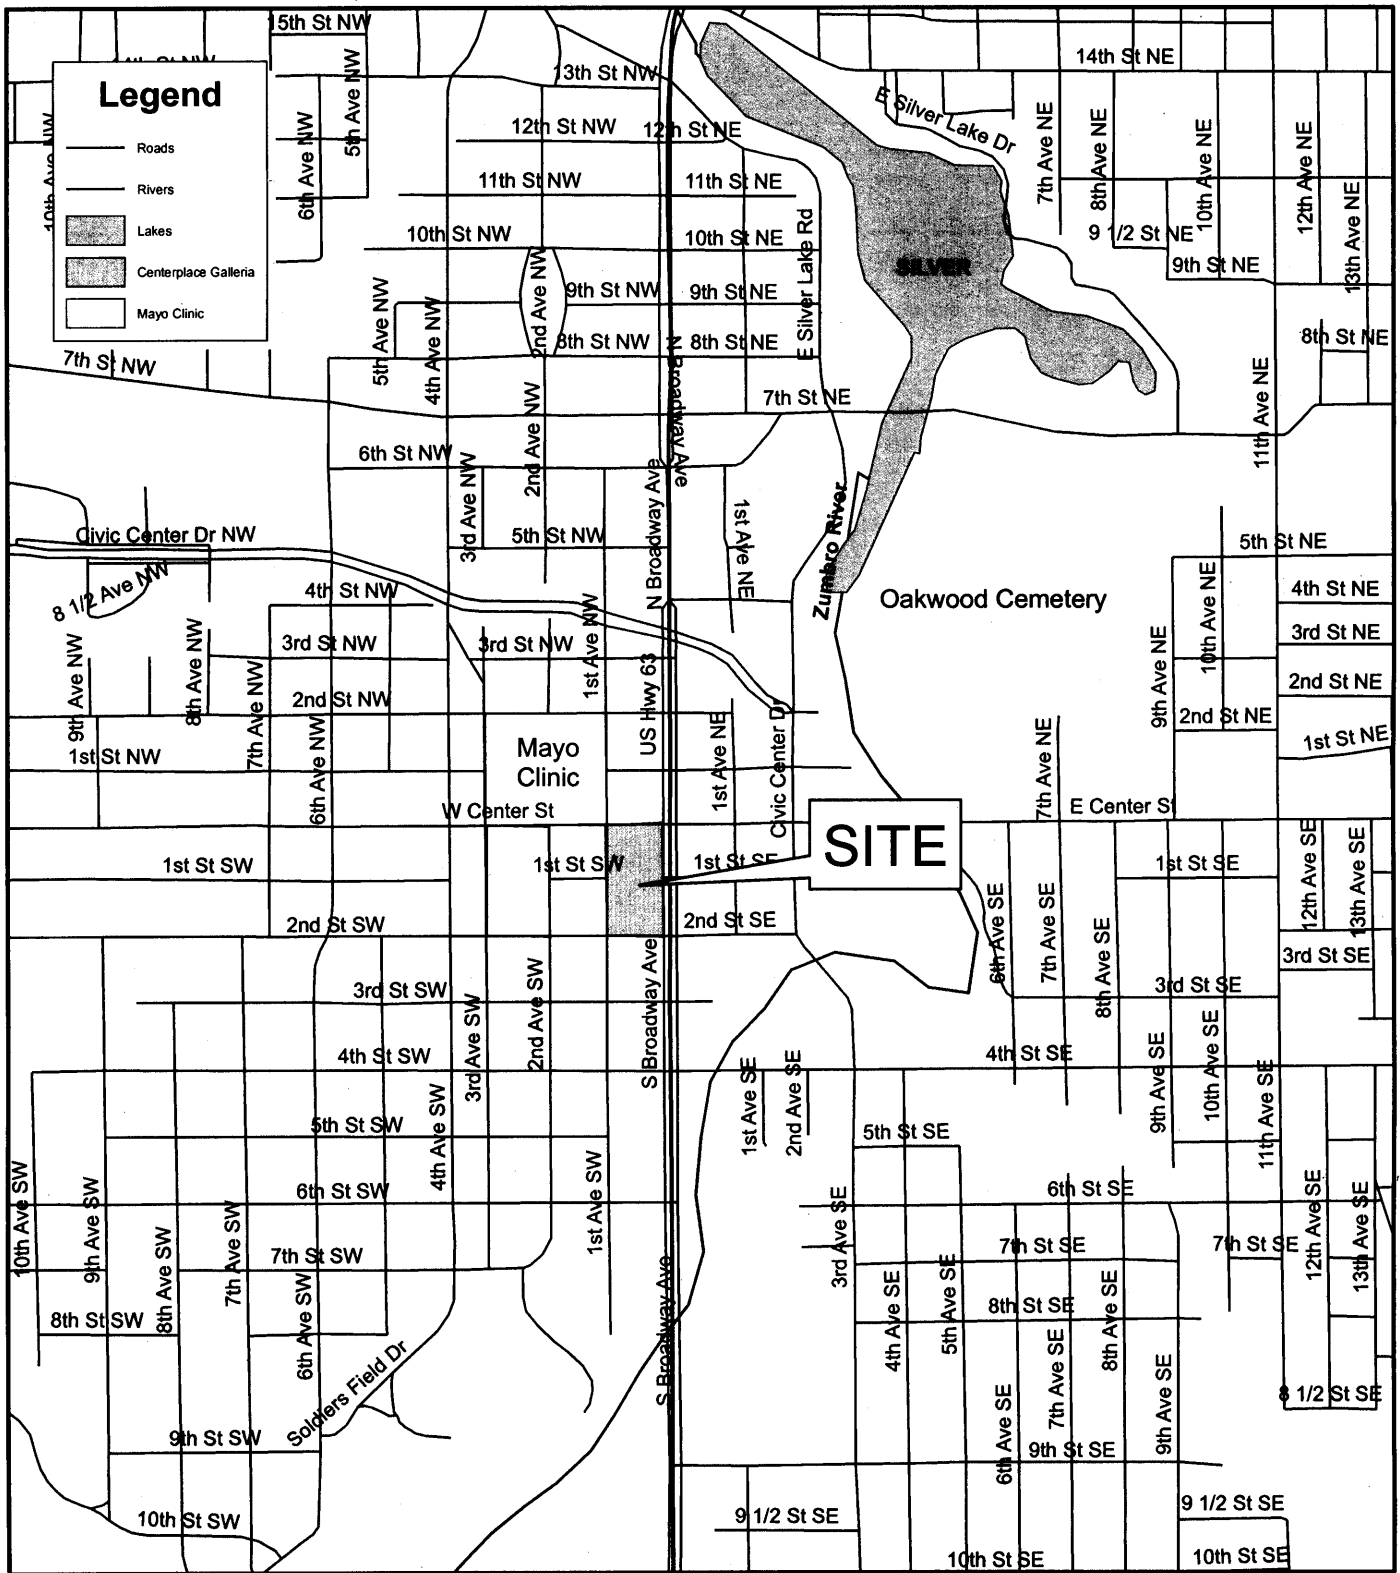 15th St NW
14th St NE
13th St NW
Legend
Roads
Rivers
Lakes
Centerplace Galleria
Mayo Clinic
10th Ave NW
6th Ave NW
5th Ave NW
E Silver Lake Dr
12th St NW
12th St NE
11th St NW
11th St NE
10th St NW
10th St NE
9th St NW
9th St NE
8th St NW
8th St NE
5th Ave NW
4th Ave NW
2nd Ave NW
E Silver Lake Rd
SILVER
7th Ave NE
8th Ave NE
10th Ave NE
12th Ave NE
13th Ave NE
9 1/2 St NE
9th St NE
8th St NE
7th St NW
7th St NE
N Broadway Ave
11th Ave NE
6th St NW
3rd Ave NW
2nd Ave NW
5th St NW
N Broadway Ave
1st Ave NE
Zumbro River
Civic Center Dr NW
8 1/2 Ave NW
4th St NW
Oakwood Cemetery
5th St NE
4th St NE
3rd St NE
2nd St NE
1st St NE
10th Ave NE
9th Ave NE
2nd St NE
9th Ave NW
8th Ave NW
7th Ave NW
3rd St NW
3rd St NW
1st Ave NW
US Hwy 63
2nd St NW
1st St NW
6th Ave NW
Mayo
Clinic
1st Ave NE
Civic Center Dr
7th Ave NE
W Center St
E Center St
SITE
1st St SW
1st St SW
1st St SE
1st St SE
2nd St SW
2nd St SE
6th Ave SE
7th Ave SE
8th Ave SE
12th Ave SE
13th Ave SE
3rd St SE
3rd St SW
3rd St SE
2nd Ave SW
3rd Ave SW
S Broadway Ave
4th St SW
4th St SE
1st Ave SE
2nd Ave SE
9th Ave SE
10th Ave SE
11th Ave SE
4th Ave SW
5th St SW
5th St SE
10th Ave SW
9th Ave SW
8th Ave SW
7th Ave SW
6th Ave SW
1st Ave SW
6th St SW
6th St SE
3rd Ave SE
7th St SW
7th St SE
7th St SE
12th Ave SE
13th Ave SE
4th Ave SE
5th Ave SE
8th St SW
8th St SE
8th Ave SE
S Broadway Ave
Soldiers Field Dr
7th Ave SE
6th Ave SE
9th Ave SE
8 1/2 St SE
9th St SW
9th St SE
10th St SW
9 1/2 St SE
9 1/2 St SE
10th St SE
10th St SE